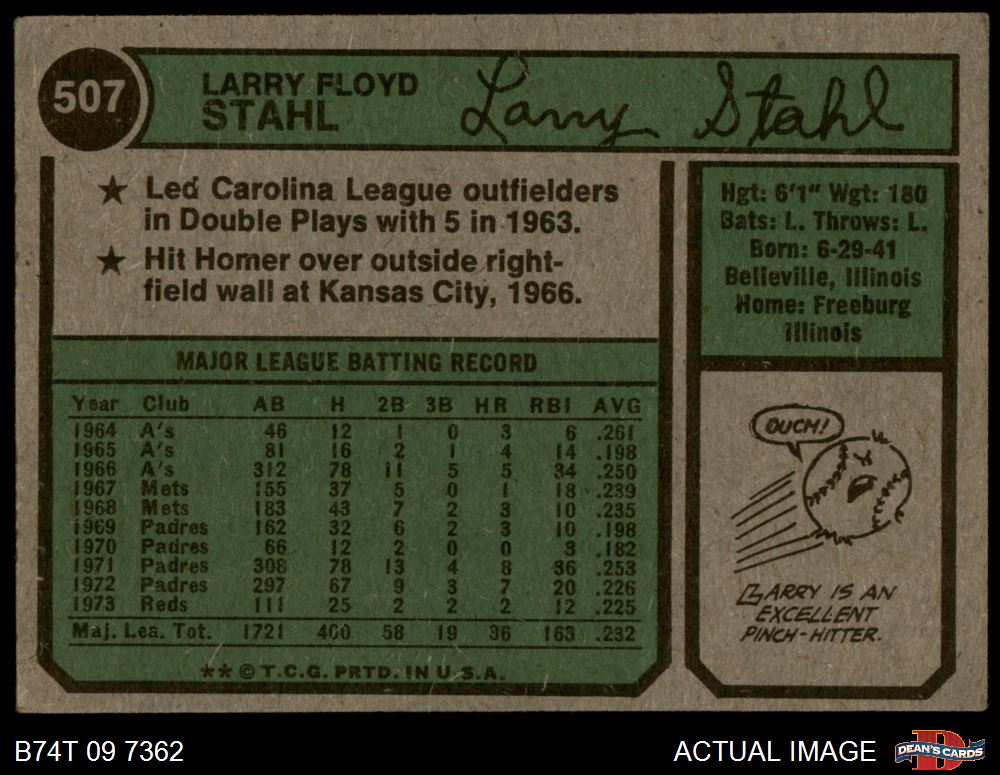 507
LARRY FLOYD
STAHL
Larry Stahl
★ Led Carolina League outfielders
in Double Plays with 5 in 1963.
★ Hit Homer over outside right-
field wall at Kansas City, 1966.
Hgt: 6'1" Wgt: 180
Bats: L. Throws: L.
Born: 6-29-41
Belleville, Illinois
Home: Freeburg
Illinois
MAJOR LEAGUE BATTING RECORD
Year Club AB H 2B 3B HR RBI AVG
1964 A's 46 12 1 0 3 6 .261
1965 A's 81 16 2 1 4 14 .198
1966 A's 312 78 11 5 5 34 .250
1967 Mets 155 37 5 0 1 18 .239
1968 Mets 183 43 7 2 3 10 .235
1969 Padres 162 32 6 2 3 10 .198
1970 Padres 66 12 2 0 0 3 .182
1971 Padres 308 78 13 4 8 36 .253
1972 Padres 297 67 9 3 7 20 .226
1973 Reds 111 25 2 2 2 12 .225
Maj. Lea. Tot. 1721 400 58 19 36 163 .232
** © T.C.G. PRTD. IN U.S.A.
OUCH!
LARRY IS AN
EXCELLENT
PINCH-HITTER.
B74T 09 7362
ACTUAL IMAGE
D
DEAN'S CARDS